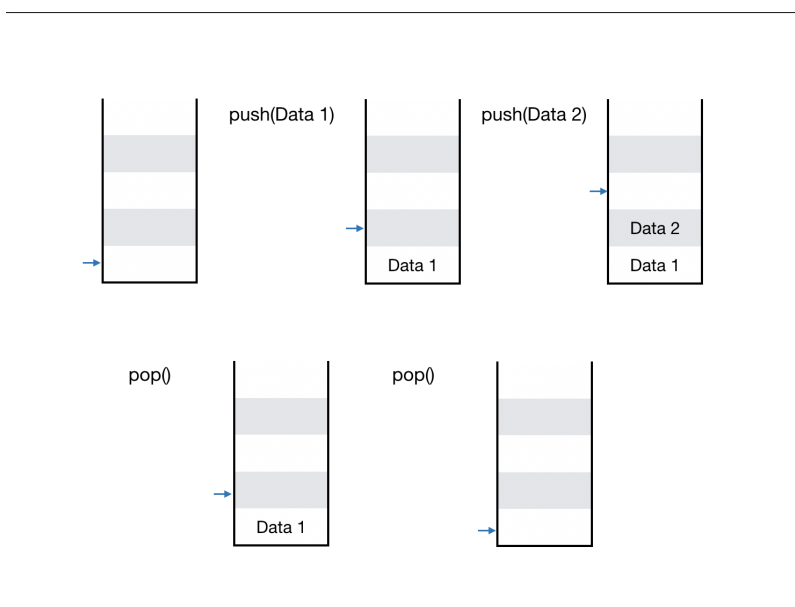 push(Data 1)
push(Data 2)
Data 2
Data 1
Data 1
pop()
pop()
Data 1